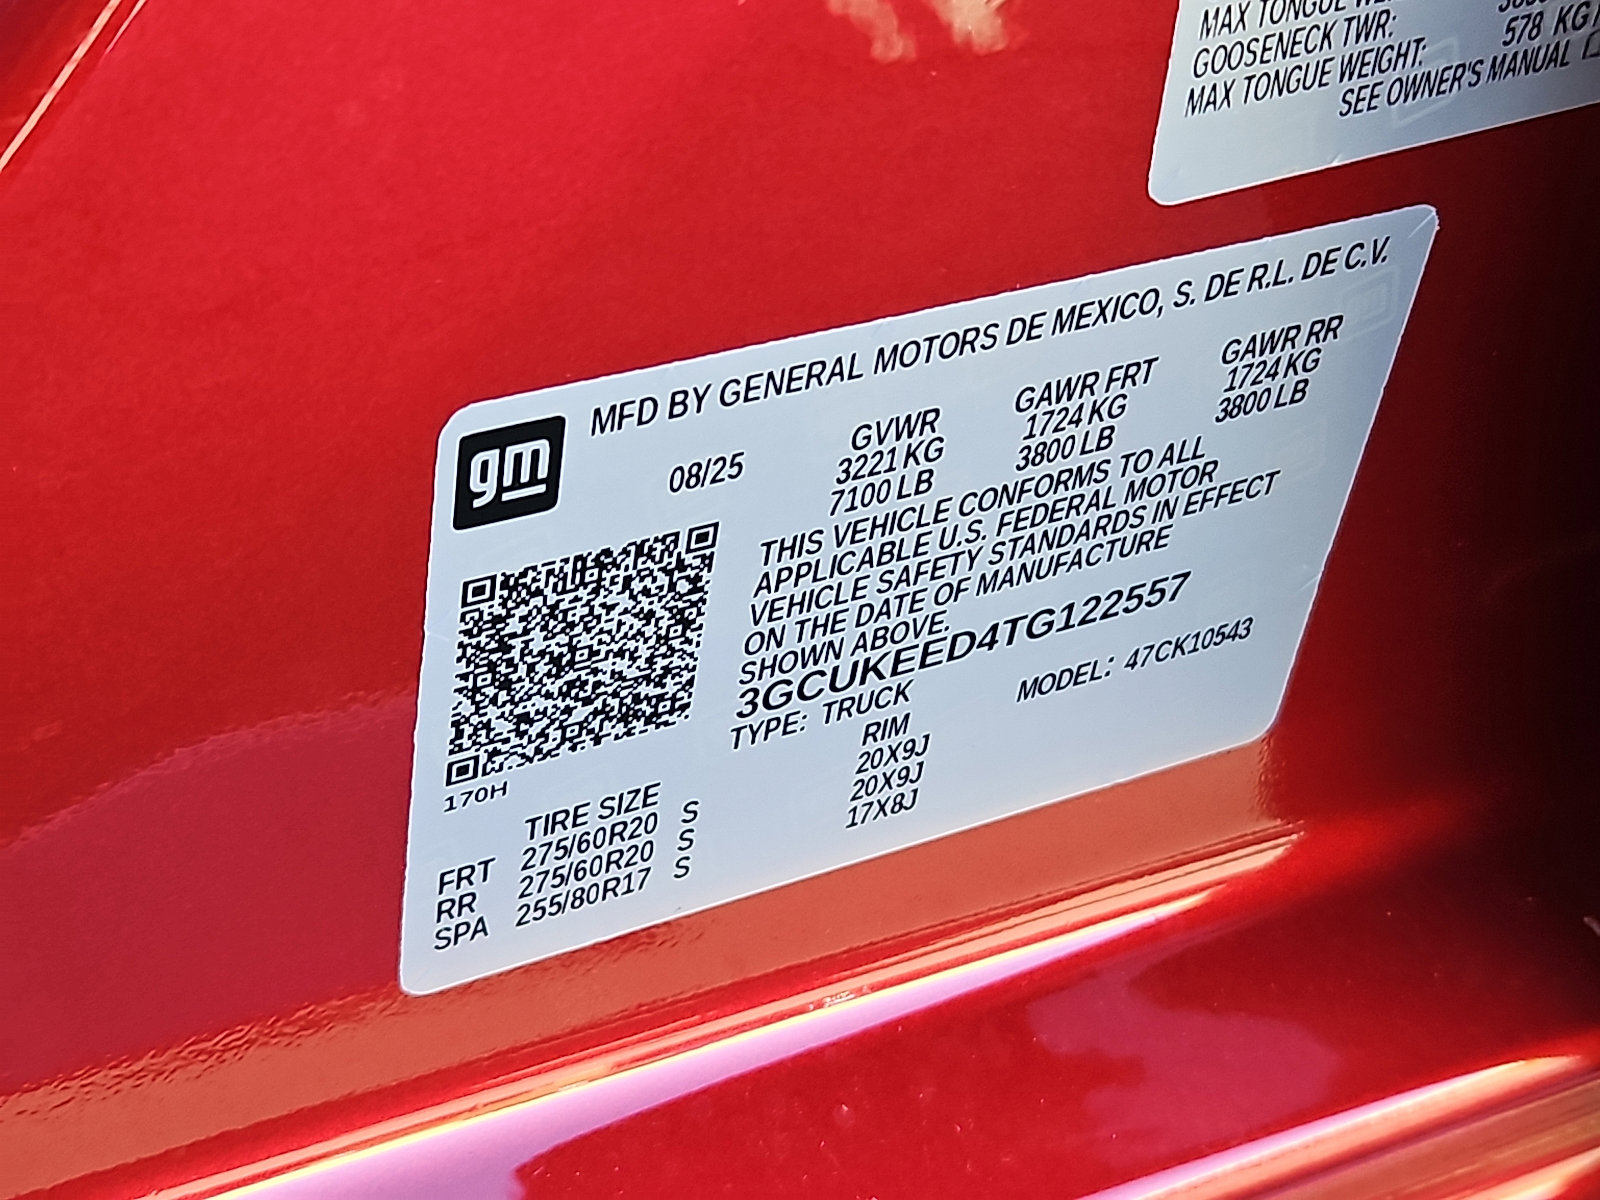 MAX TONGUE
GOOSENECK TWR:
578 KG
MAX TONGUE WEIGHT:
SEE OWNER'S MANUAL
MFD BY GENERAL MOTORS DE MEXICO, S. DE R.L. DE C.V.
gm
08/25
GVWR GAWR FRT GAWR RR
3221 KG 1724 KG 1724 KG
7100 LB 3800 LB 3800 LB
THIS VEHICLE CONFORMS TO ALL
APPLICABLE U.S. FEDERAL MOTOR
VEHICLE SAFETY STANDARDS IN EFFECT
ON THE DATE OF MANUFACTURE
SHOWN ABOVE.
3GCUKEED4TG122557
TYPE: TRUCK MODEL: 47CK10543
170H
TIRE SIZE RIM
FRT 275/60R20 S 20X9J
RR 275/60R20 S 20X9J
SPA 255/80R17 S 17X8J